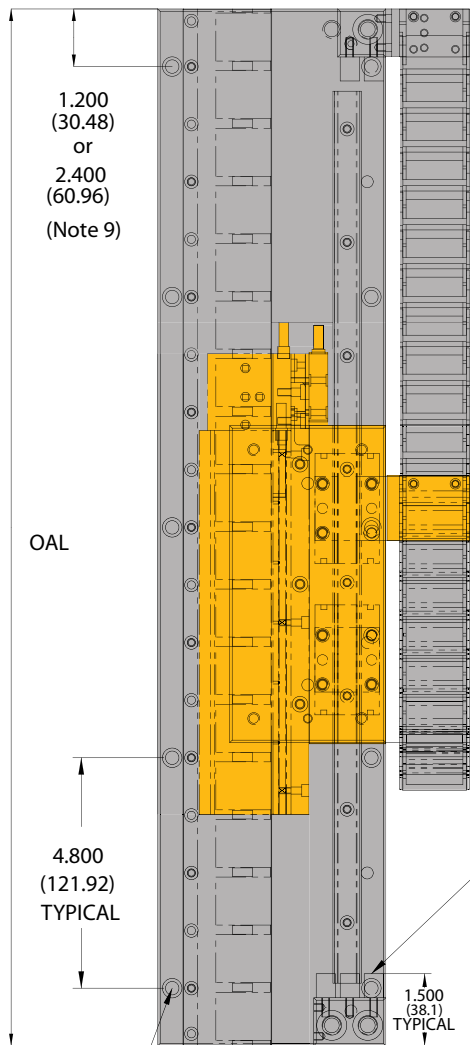 1.200
(30.48)
or
2.400
(60.96)
(Note 9)
OAL
4.800
(121.92)
TYPICAL
1.500
(38.1)
TYPICAL